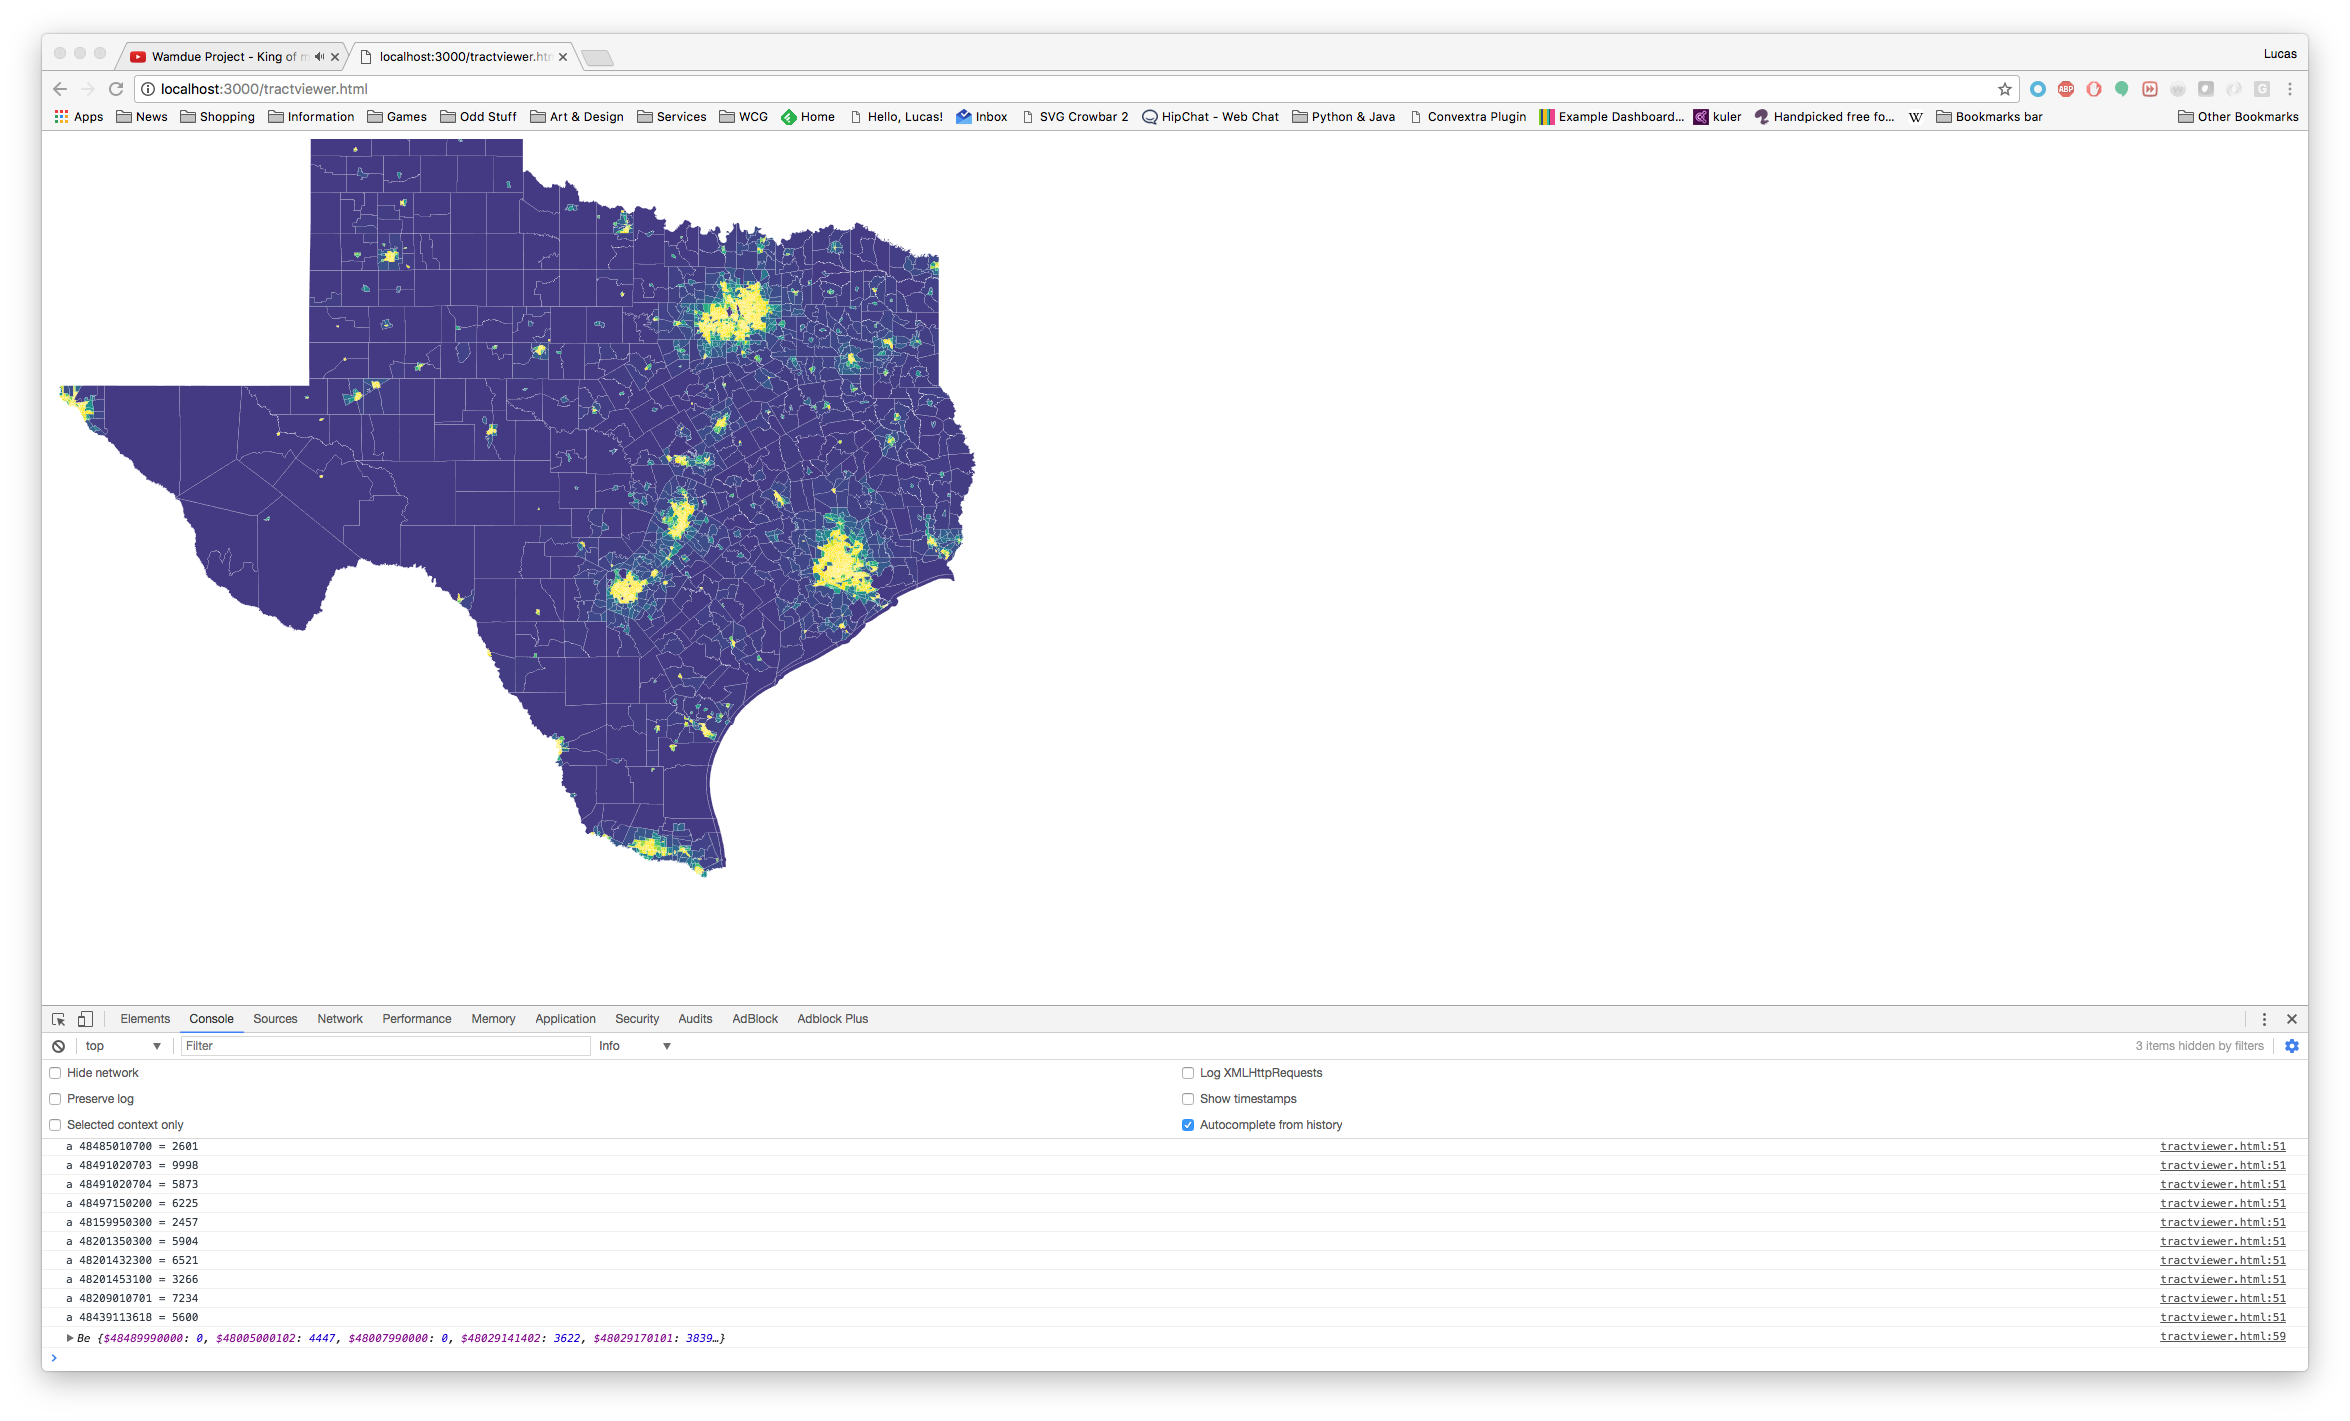 Wamdue Project - King of m
localhost:3000/tractviewer.htm
Lucas
localhost:3000/tractviewer.html
ABP
G
Apps News Shopping Information Games Odd Stuff Art & Design Services WCG Home Hello, Lucas! Inbox SVG Crowbar 2 HipChat - Web Chat Python & Java Convextra Plugin Example Dashboard... kuler Handpicked free fo... W Bookmarks bar Other Bookmarks
Elements Console Sources Network Performance Memory Application Security Audits AdBlock Adblock Plus
top Filter Info 3 items hidden by filters
Hide network Log XMLHttpRequests
Preserve log Show timestamps
Selected context only Autocomplete from history
a 48485010700 = 2601 tractviewer.html:51
a 48491020703 = 9998 tractviewer.html:51
a 48491020704 = 5873 tractviewer.html:51
a 48497150200 = 6225 tractviewer.html:51
a 48159950300 = 2457 tractviewer.html:51
a 48201350300 = 5904 tractviewer.html:51
a 48201432300 = 6521 tractviewer.html:51
a 48201453100 = 3266 tractviewer.html:51
a 48209010701 = 7234 tractviewer.html:51
a 48439113618 = 5600 tractviewer.html:51
Be {$48489990000: 0, $48005000102: 4447, $48007990000: 0, $48029141402: 3622, $48029170101: 3839…} tractviewer.html:59